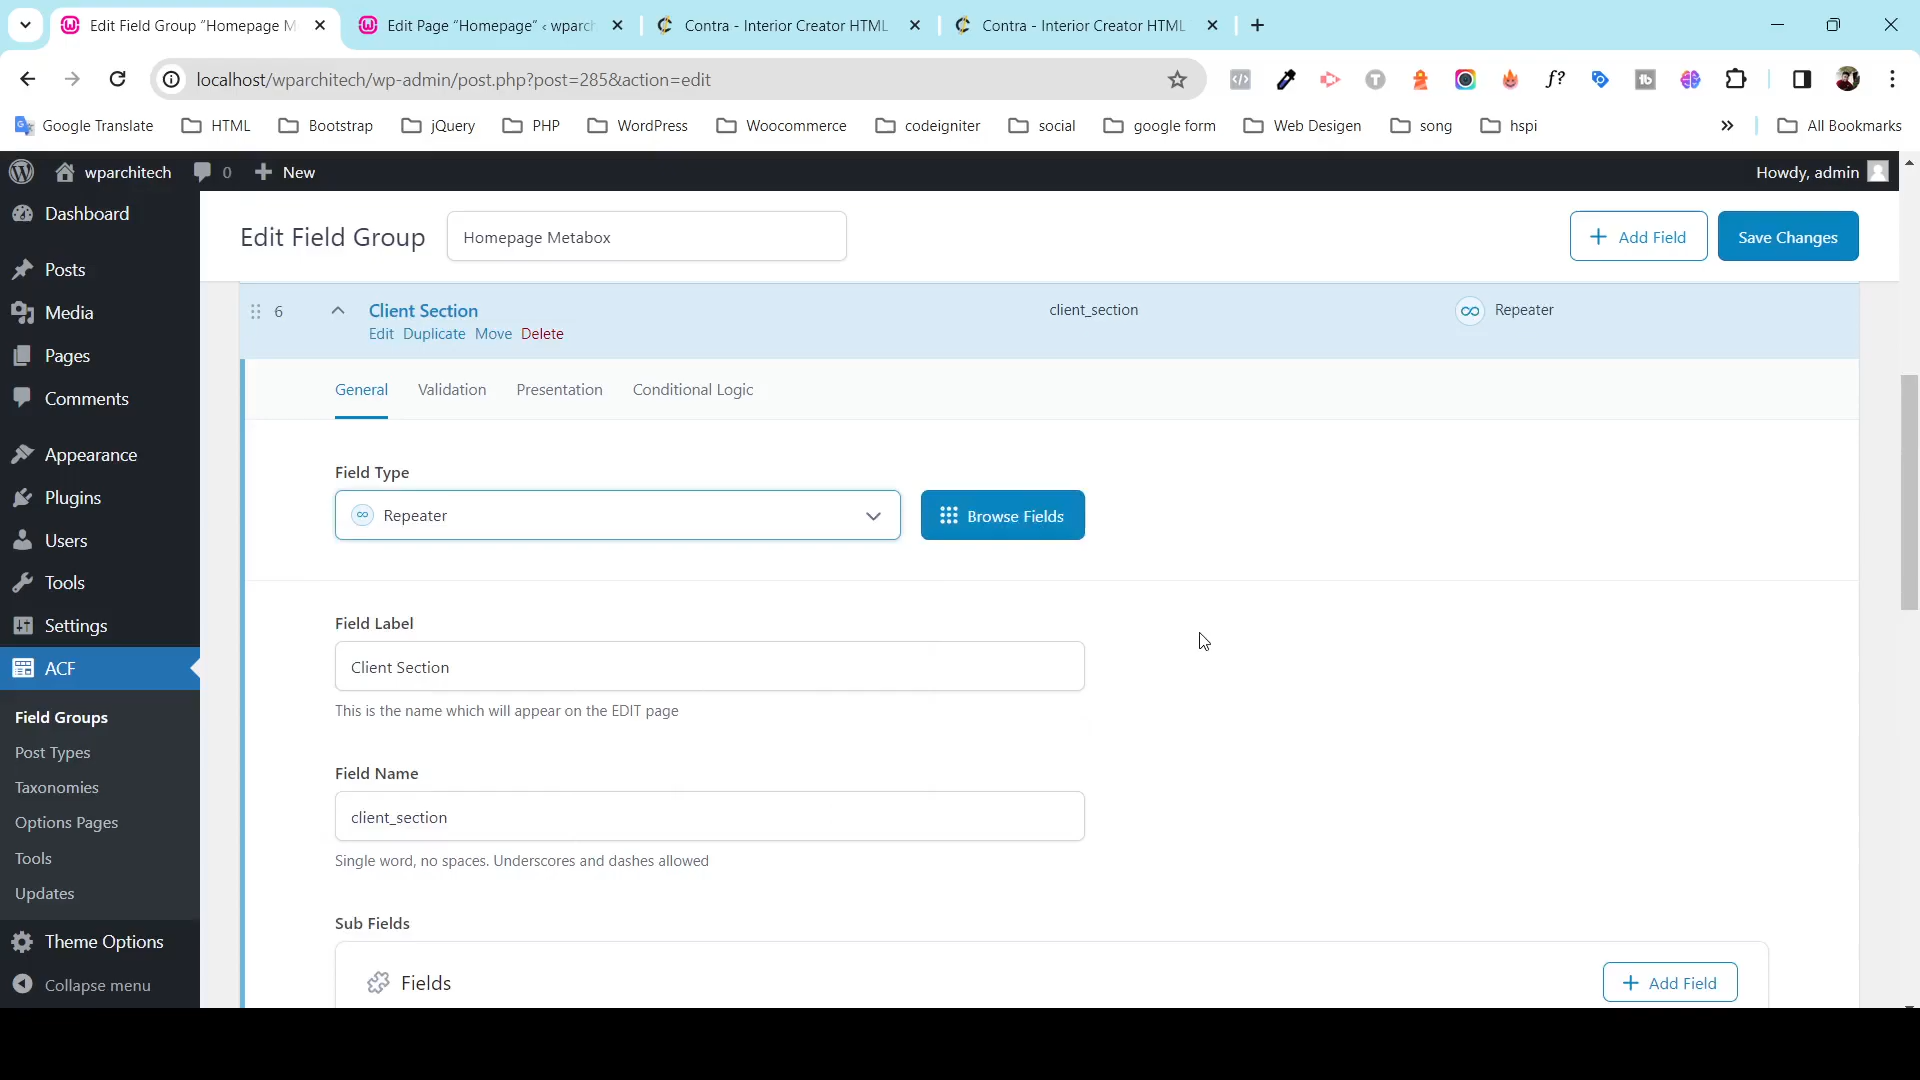 Edit Field Group “Homepage M
Edit Page “Homepage” ‹ wparch
Contra - Interior Creator HTML
Contra - Interior Creator HTML
localhost/wparchitech/wp-admin/post.php?post=285&action=edit
Google Translate
HTML
Bootstrap
jQuery
PHP
WordPress
Woocommerce
codeigniter
social
google form
Web Desigen
song
hspi
All Bookmarks
wparchitech
0
New
Howdy, admin
Dashboard
Posts
Media
Pages
Comments
Appearance
Plugins
Users
Tools
Settings
ACF
Field Groups
Post Types
Taxonomies
Options Pages
Tools
Updates
Theme Options
Collapse menu
Edit Field Group
Homepage Metabox
Add Field
Save Changes
6
Client Section
client_section
Repeater
Edit Duplicate Move Delete
General
Validation
Presentation
Conditional Logic
Field Type
Repeater
Browse Fields
Field Label
Client Section
This is the name which will appear on the EDIT page
Field Name
client_section
Single word, no spaces. Underscores and dashes allowed
Sub Fields
Fields
Add Field